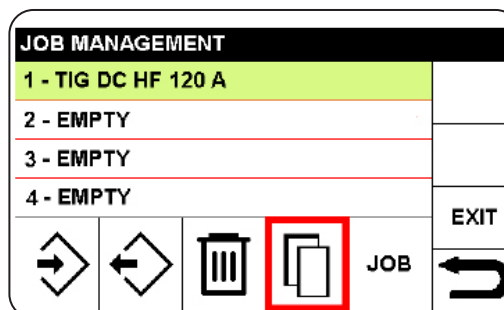 JOB MANAGEMENT
1 - TIG DC HF 120 A
2 - EMPTY
3 - EMPTY
4 - EMPTY
EXIT
JOB